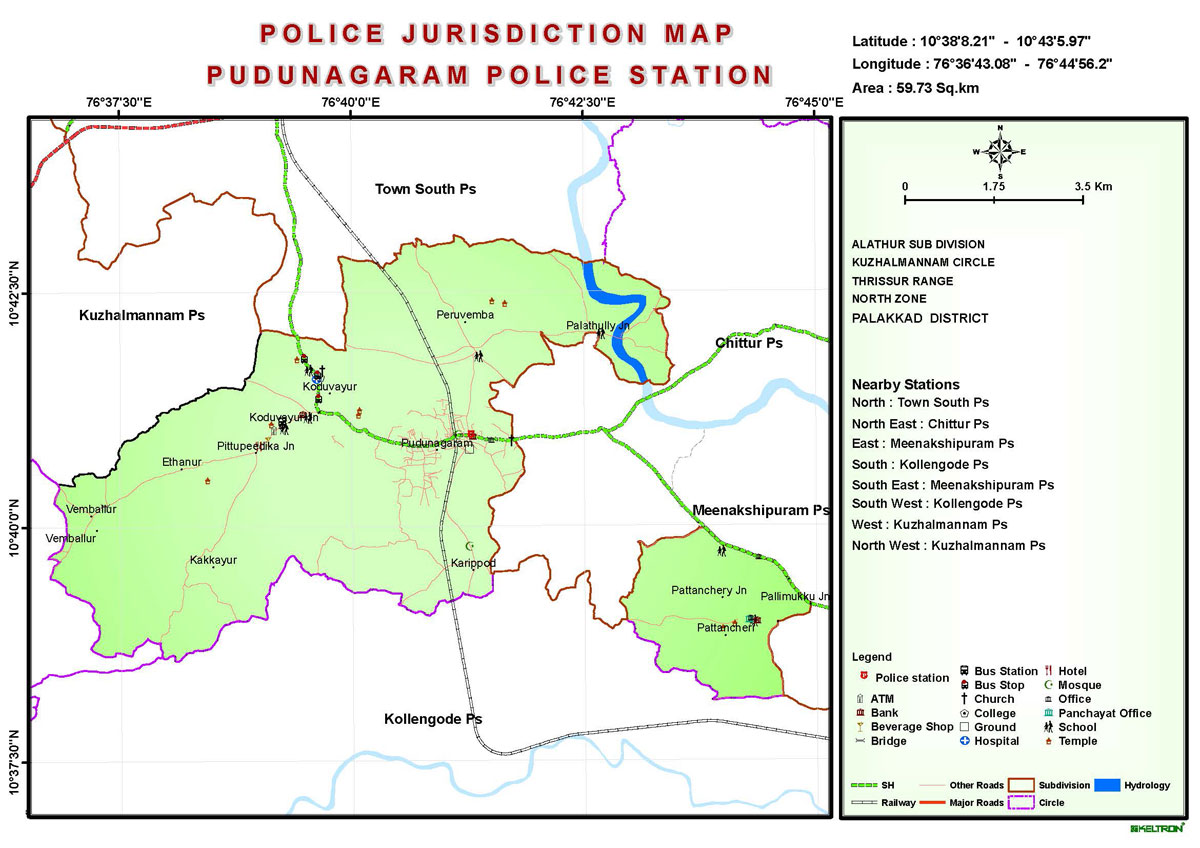 POLICE JURISDICTION MAP
PUDUNAGARAM POLICE STATION
Latitude : 10°38'8.21" - 10°43'5.97"
Longitude : 76°36'43.08" - 76°44'56.2"
Area : 59.73 Sq.km
76°37'30"E 76°40'0"E 76°42'30"E 76°45'0"E
10°42'30"N
10°40'0"N
10°37'30"N
Town South Ps
Kuzhalmannam Ps
Peruvemba
Palathully Jn
Chittur Ps
Koduvayur
Koduvayur Jn
Pittupeedika Jn
Pudunagaram
Ethanur
Vemballur
Vemballur
Meenakshipuram Ps
Kakkayur
Karippod
Pattanchery Jn
Pallimukku Jn
Pattancheri
Kollengode Ps
N
W E
S
0 1.75 3.5 Km
ALATHUR SUB DIVISION
KUZHALMANNAM CIRCLE
THRISSUR RANGE
NORTH ZONE
PALAKKAD DISTRICT
Nearby Stations
North : Town South Ps
North East : Chittur Ps
East : Meenakshipuram Ps
South : Kollengode Ps
South East : Meenakshipuram Ps
South West : Kollengode Ps
West : Kuzhalmannam Ps
North West : Kuzhalmannam Ps
Legend
Police station
ATM
Bank
Beverage Shop
Bridge
Bus Station
Bus Stop
Church
College
Ground
Hospital
Hotel
Mosque
Office
Panchayat Office
School
Temple
SH Other Roads Subdivision Hydrology
Railway Major Roads Circle
KELTRON